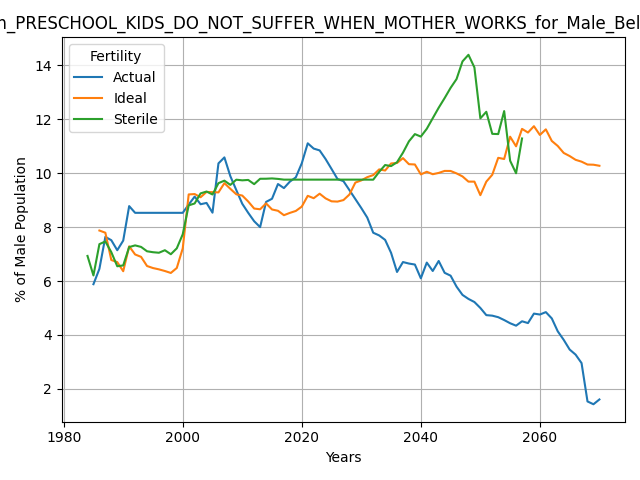 n_PRESCHOOL_KIDS_DO_NOT_SUFFER_WHEN_MOTHER_WORKS_for_Male_Bel
Fertility
Actual
Ideal
Sterile
% of Male Population
14
12
10
8
6
4
2
1980 2000 2020 2040 2060
Years